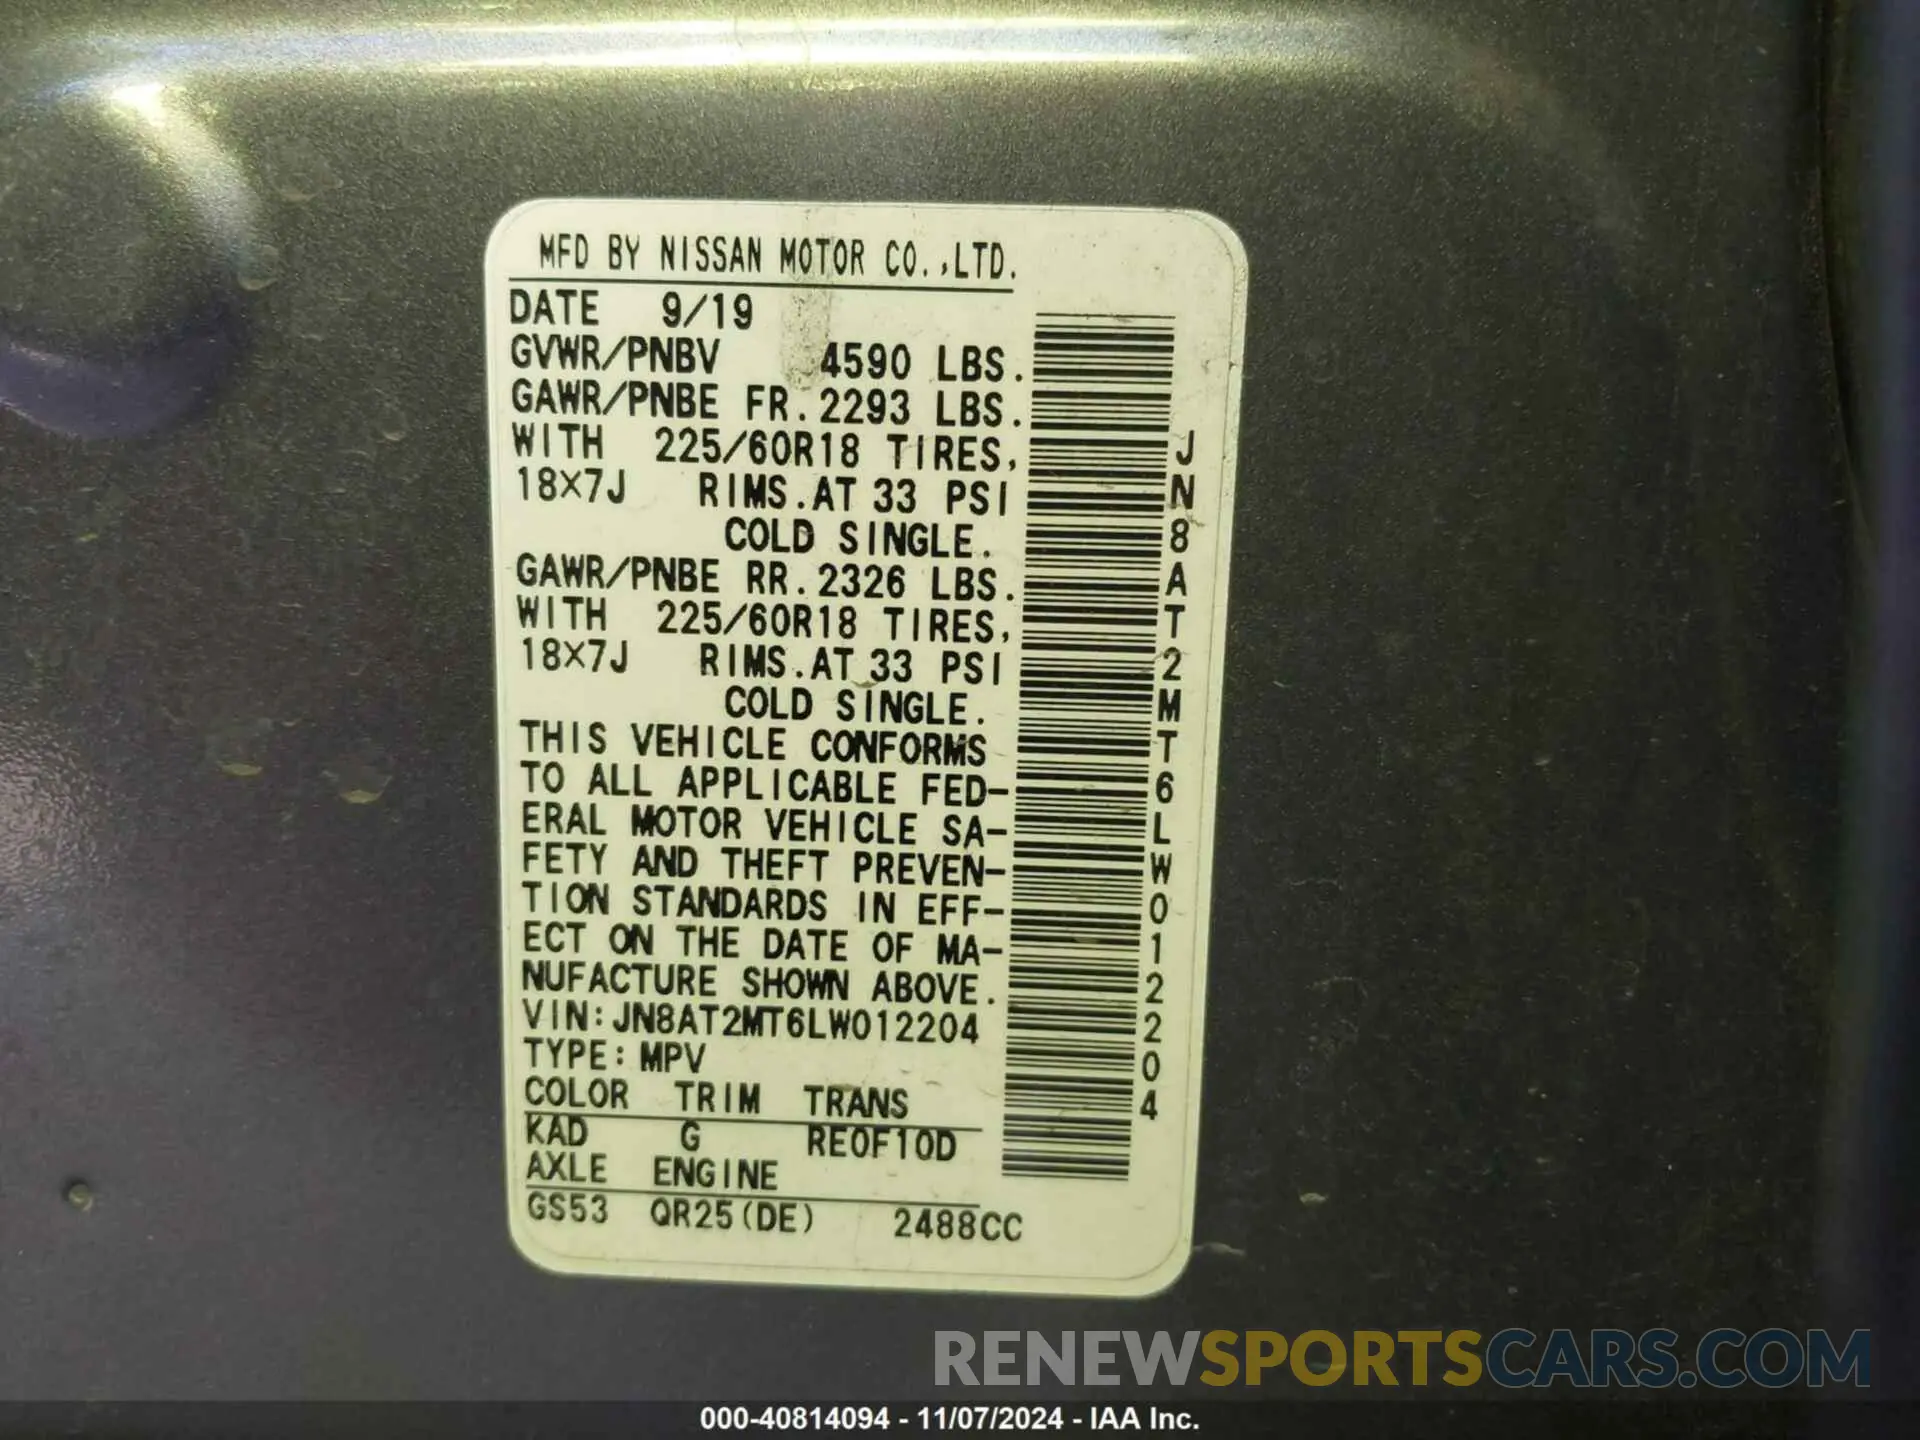 MFD BY NISSAN MOTOR CO.,LTD.
DATE 9/19
GVWR/PNBV 4590 LBS.
GAWR/PNBE FR. 2293 LBS.
WITH 225/60R18 TIRES,
18×7J RIMS. AT 33 PSI
COLD SINGLE.
GAWR/PNBE RR. 2326 LBS.
WITH 225/60R18 TIRES,
18×7J RIMS. AT 33 PSI
COLD SINGLE.
THIS VEHICLE CONFORMS
TO ALL APPLICABLE FED-
ERAL MOTOR VEHICLE SA-
FETY AND THEFT PREVEN-
TION STANDARDS IN EFF-
ECT ON THE DATE OF MA-
NUFACTURE SHOWN ABOVE.
VIN: JN8AT2MT6LW012204
TYPE: MPV
COLOR TRIM TRANS
KAD G RE0F10D
AXLE ENGINE
GS53 QR25(DE) 2488CC
JN8AT2MT6LW012204
RENEWSPORTSCARS.COM
000-40814094 - 11/07/2024 - IAA Inc.